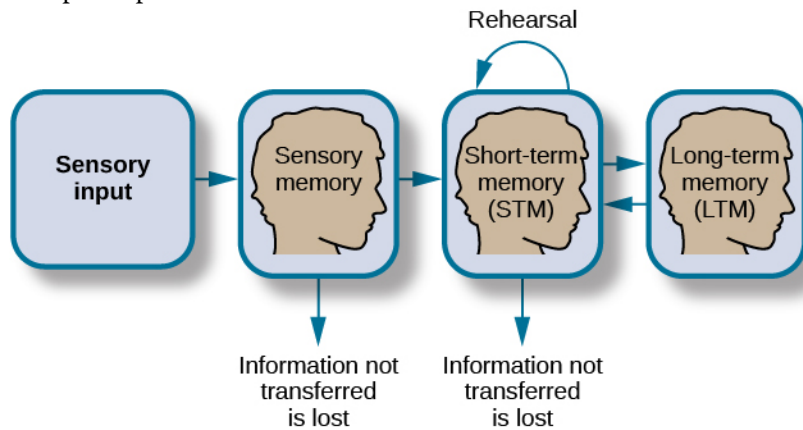 Rehearsal
Sensory
input
Sensory
memory
Short-term
memory
(STM)
Long-term
memory
(LTM)
Information not
transferred
is lost
Information not
transferred
is lost